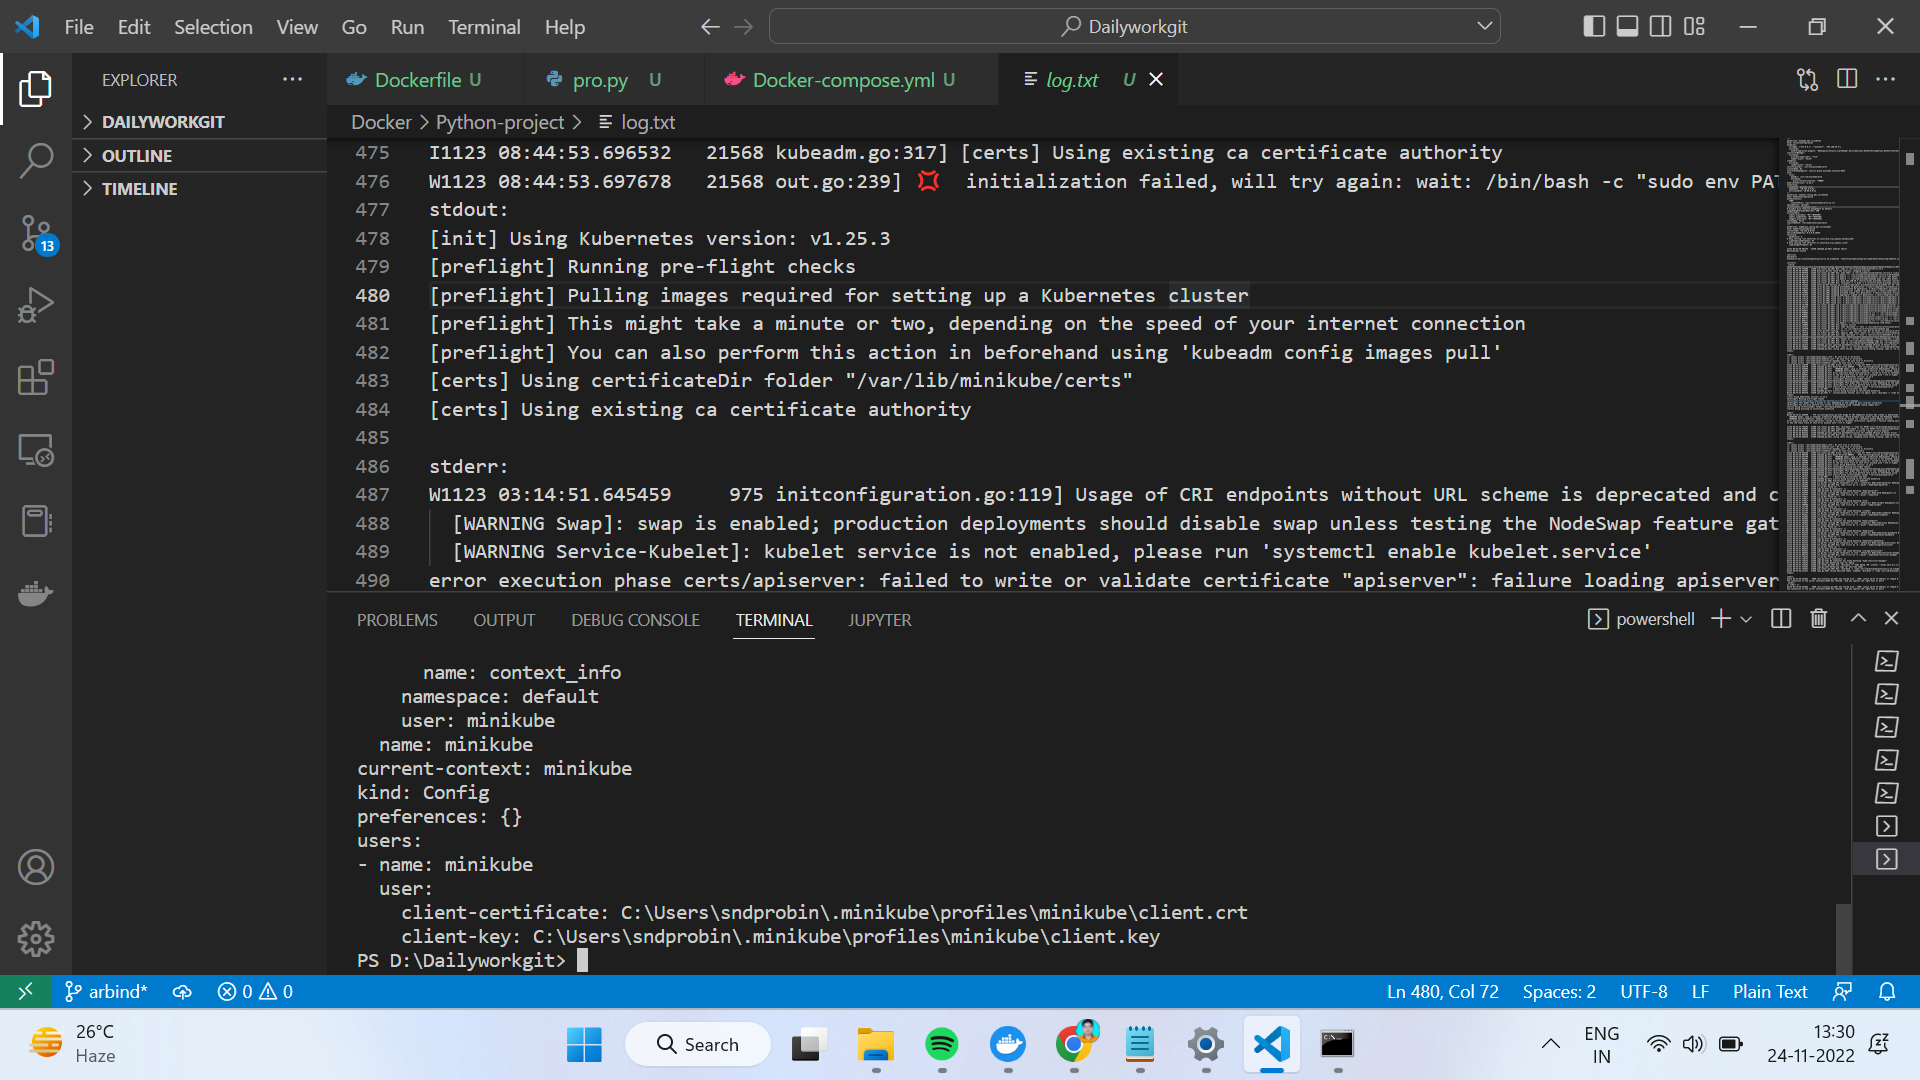 File Edit Selection View Go Run Terminal Help
Dailyworkgit
EXPLORER
DAILYWORKGIT
OUTLINE
TIMELINE
13
Dockerfile U
pro.py U
Docker-compose.yml U
log.txt U
Docker > Python-project > log.txt
475 I1123 08:44:53.696532 21568 kubeadm.go:317] [certs] Using existing ca certificate authority
476 W1123 08:44:53.697678 21568 out.go:239] 💢 initialization failed, will try again: wait: /bin/bash -c "sudo env PAT
477 stdout:
478 [init] Using Kubernetes version: v1.25.3
479 [preflight] Running pre-flight checks
480 [preflight] Pulling images required for setting up a Kubernetes cluster
481 [preflight] This might take a minute or two, depending on the speed of your internet connection
482 [preflight] You can also perform this action in beforehand using 'kubeadm config images pull'
483 [certs] Using certificateDir folder "/var/lib/minikube/certs"
484 [certs] Using existing ca certificate authority
485
486 stderr:
487 W1123 03:14:51.645459 975 initconfiguration.go:119] Usage of CRI endpoints without URL scheme is deprecated and c
488 [WARNING Swap]: swap is enabled; production deployments should disable swap unless testing the NodeSwap feature gat
489 [WARNING Service-Kubelet]: kubelet service is not enabled, please run 'systemctl enable kubelet.service'
490 error execution phase certs/apiserver: failed to write or validate certificate "apiserver": failure loading apiserver
PROBLEMS OUTPUT DEBUG CONSOLE TERMINAL JUPYTER
powershell
name: context_info
namespace: default
user: minikube
name: minikube
current-context: minikube
kind: Config
preferences: {}
users:
- name: minikube
user:
client-certificate: C:\Users\sndprobin\.minikube\profiles\minikube\client.crt
client-key: C:\Users\sndprobin\.minikube\profiles\minikube\client.key
PS D:\Dailyworkgit>
arbind* 0 0
Ln 480, Col 72 Spaces: 2 UTF-8 LF Plain Text
26°C
Haze
Search
ENG
IN
13:30
24-11-2022